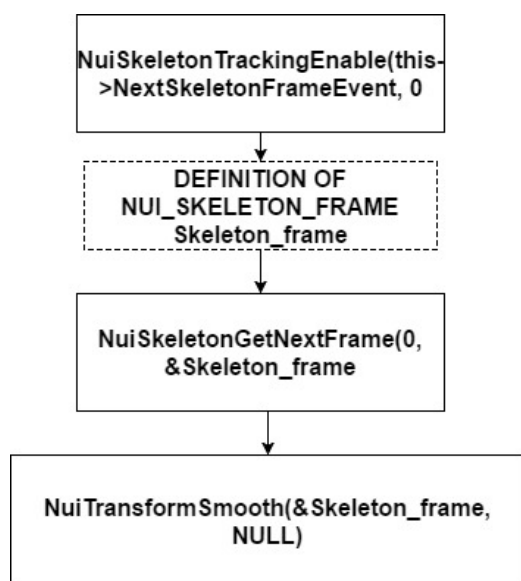 NuiSkeletonTrackingEnable(this-
>NextSkeletonFrameEvent, 0
DEFINITION OF
NUI_SKELETON_FRAME
Skeleton_frame
NuiSkeletonGetNextFrame(0,
&Skeleton_frame
NuiTransformSmooth(&Skeleton_frame,
NULL)